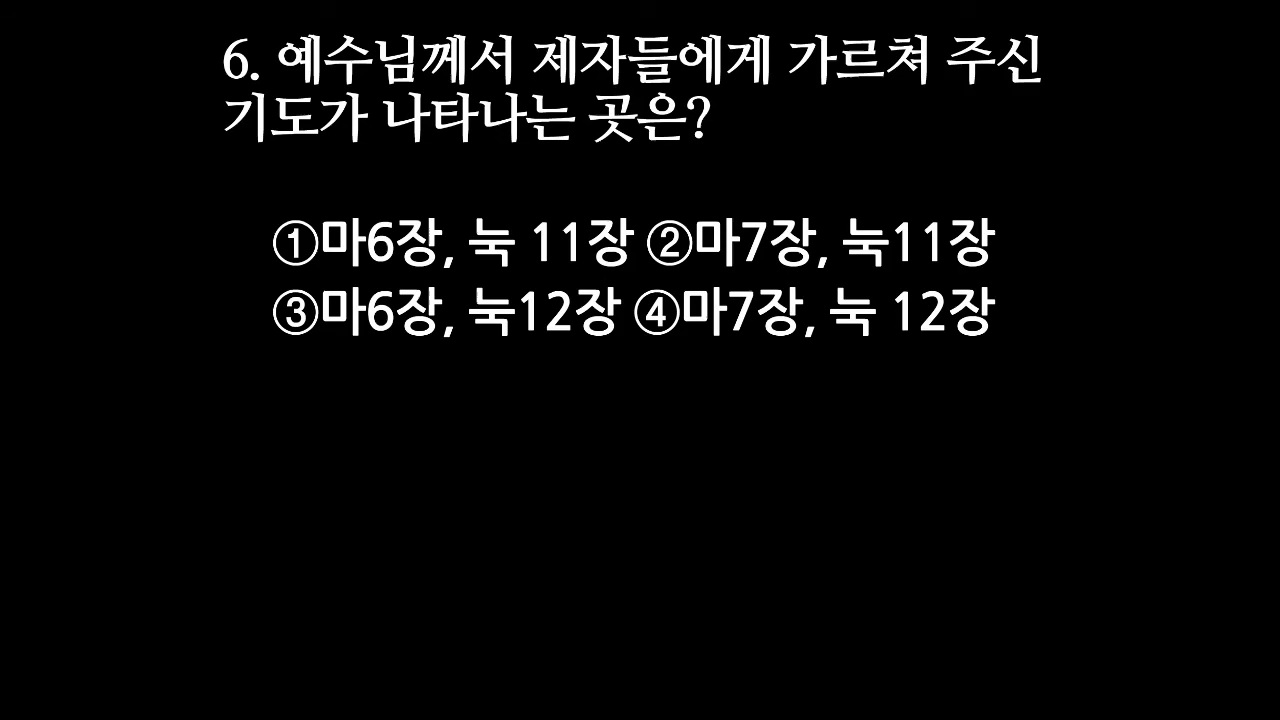 6. 예수님께서 제자들에게 가르쳐 주신
기도가 나타나는 곳은?
①마6장, 눅 11장 ②마7장, 눅11장
③마6장, 눅12장 ④마7장, 눅 12장